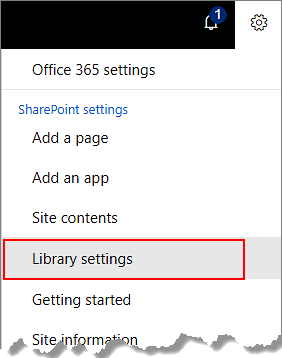 1
Office 365 settings
SharePoint settings
Add a page
Add an app
Site contents
Library settings
Getting started
Site information